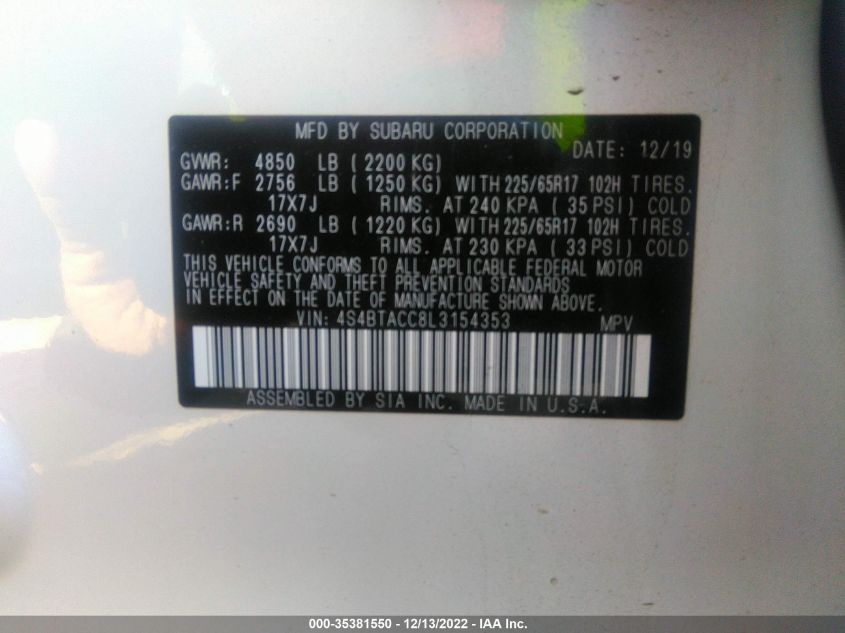 MFD BY SUBARU CORPORATION
DATE: 12/19
GVWR: 4850 LB (2200 KG)
GAWR:F 2756 LB (1250 KG) WITH 225/65R17 102H TIRES.
17X7J RIMS. AT 240 KPA (35 PSI) COLD
GAWR:R 2690 LB (1220 KG) WITH 225/65R17 102H TIRES.
17X7J RIMS. AT 230 KPA (33 PSI) COLD
THIS VEHICLE CONFORMS TO ALL APPLICABLE FEDERAL MOTOR
VEHICLE SAFETY AND THEFT PREVENTION STANDARDS
IN EFFECT ON THE DATE OF MANUFACTURE SHOWN ABOVE.
VIN: 4S4BTACC8L3154353 MPV
ASSEMBLED BY SIA INC. MADE IN U.S.A.
000-35381550 - 12/13/2022 - IAA Inc.